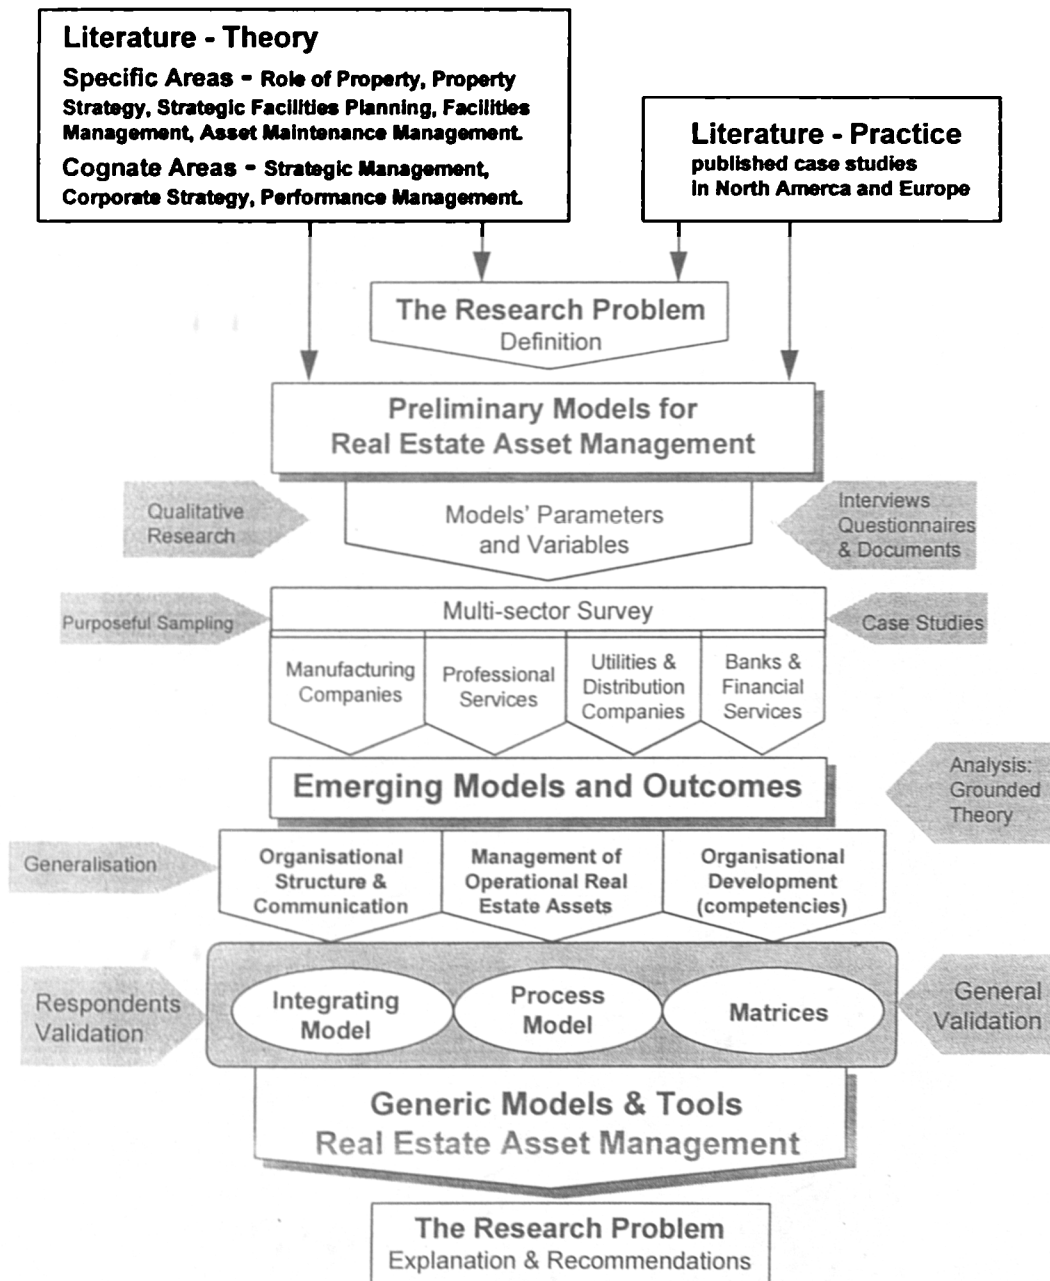 Literature - Theory
Specific Areas - Role of Property, Property
Strategy, Strategic Facilities Planning, Facilities
Management, Asset Maintenance Management.
Cognate Areas - Strategic Management,
Corporate Strategy, Performance Management.
Literature - Practice
published case studies
in North Amerca and Europe
The Research Problem
Definition
Preliminary Models for
Real Estate Asset Management
Qualitative
Research
Models' Parameters
and Variables
Interviews
Questionnaires
& Documents
Purposeful Sampling
Multi-sector Survey
Case Studies
Manufacturing
Companies
Professional
Services
Utilities &
Distribution
Companies
Banks &
Financial
Services
Emerging Models and Outcomes
Analysis:
Grounded
Theory
Generalisation
Organisational
Structure &
Communication
Management of
Operational Real
Estate Assets
Organisational
Development
(competencies)
Respondents
Validation
Integrating
Model
Process
Model
Matrices
General
Validation
Generic Models & Tools
Real Estate Asset Management
The Research Problem
Explanation & Recommendations